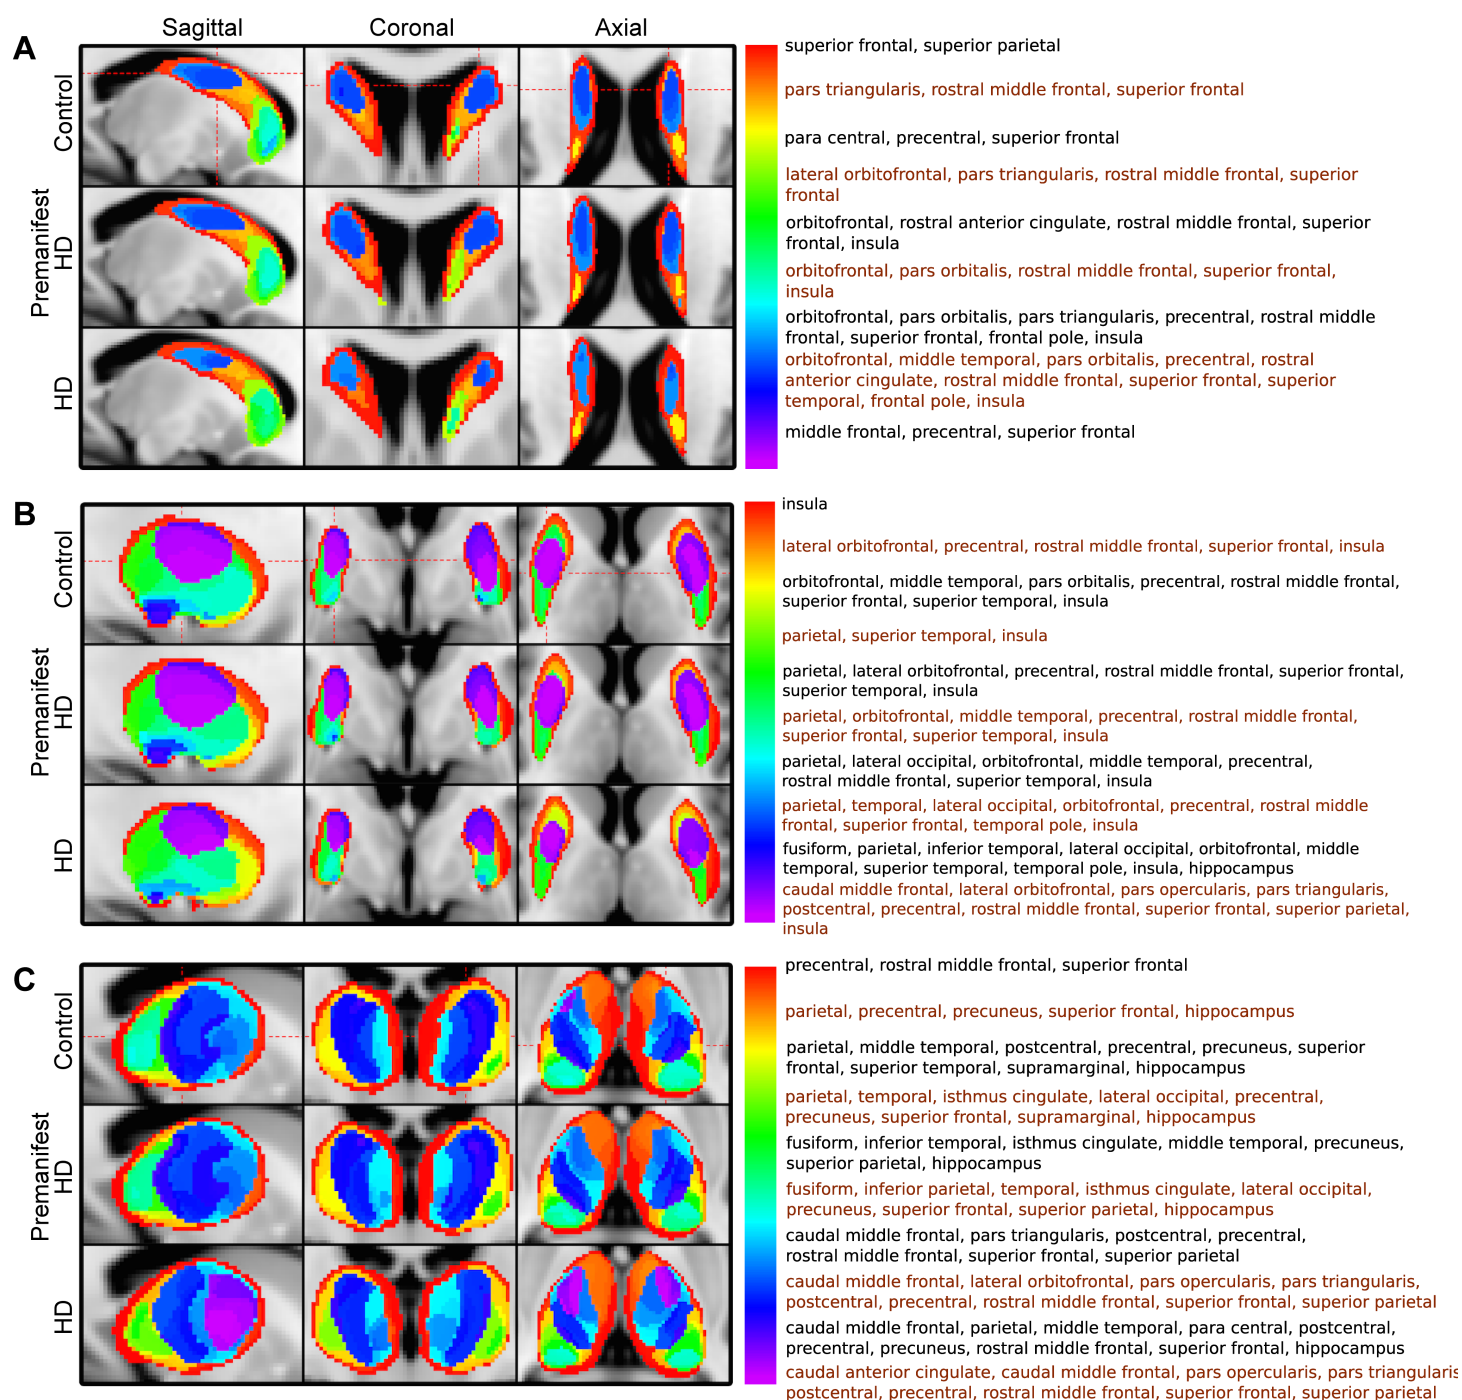 Sagittal Coronal Axial
A
Control
Premanifest
HD
HD
superior frontal, superior parietal
pars triangularis, rostral middle frontal, superior frontal
para central, precentral, superior frontal
lateral orbitofrontal, pars triangularis, rostral middle frontal, superior
frontal
orbitofrontal, rostral anterior cingulate, rostral middle frontal, superior
frontal, insula
orbitofrontal, pars orbitalis, rostral middle frontal, superior frontal,
insula
orbitofrontal, pars orbitalis, pars triangularis, precentral, rostral middle
frontal, superior frontal, frontal pole, insula
orbitofrontal, middle temporal, pars orbitalis, precentral, rostral
anterior cingulate, rostral middle frontal, superior frontal, superior
temporal, frontal pole, insula
middle frontal, precentral, superior frontal
B
Control
Premanifest
HD
HD
insula
lateral orbitofrontal, precentral, rostral middle frontal, superior frontal, insula
orbitofrontal, middle temporal, pars orbitalis, precentral, rostral middle frontal,
superior frontal, superior temporal, insula
parietal, superior temporal, insula
parietal, lateral orbitofrontal, precentral, rostral middle frontal, superior frontal,
superior temporal, insula
parietal, orbitofrontal, middle temporal, precentral, rostral middle frontal,
superior frontal, superior temporal, insula
parietal, lateral occipital, orbitofrontal, middle temporal, precentral,
rostral middle frontal, superior temporal, insula
parietal, temporal, lateral occipital, orbitofrontal, precentral, rostral middle
frontal, superior frontal, temporal pole, insula
fusiform, parietal, inferior temporal, lateral occipital, orbitofrontal, middle
temporal, superior temporal, temporal pole, insula, hippocampus
caudal middle frontal, lateral orbitofrontal, pars opercularis, pars triangularis,
postcentral, precentral, rostral middle frontal, superior frontal, superior parietal,
insula
C
Control
Premanifest
HD
HD
precentral, rostral middle frontal, superior frontal
parietal, precentral, precuneus, superior frontal, hippocampus
parietal, middle temporal, postcentral, precentral, precuneus, superior
frontal, superior temporal, supramarginal, hippocampus
parietal, temporal, isthmus cingulate, lateral occipital, precentral,
precuneus, superior frontal, supramarginal, hippocampus
fusiform, inferior temporal, isthmus cingulate, middle temporal, precuneus,
superior parietal, hippocampus
fusiform, inferior parietal, temporal, isthmus cingulate, lateral occipital,
precuneus, superior frontal, superior parietal, hippocampus
caudal middle frontal, pars triangularis, postcentral, precentral,
rostral middle frontal, superior frontal, superior parietal
caudal middle frontal, lateral orbitofrontal, pars opercularis, pars triangularis,
postcentral, precentral, rostral middle frontal, superior frontal, superior parietal
caudal middle frontal, parietal, middle temporal, para central, postcentral,
precentral, precuneus, rostral middle frontal, superior frontal, hippocampus
caudal anterior cingulate, caudal middle frontal, pars opercularis, pars triangularis
postcentral, precentral, rostral middle frontal, superior frontal, superior parietal